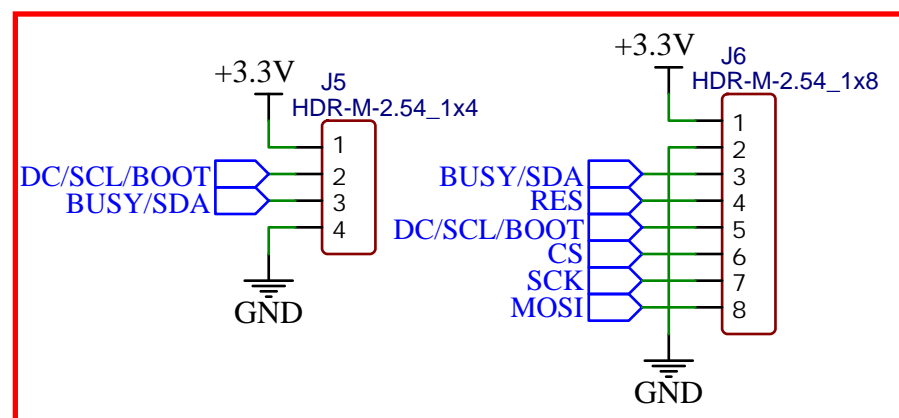 +3.3V
J5
HDR-M-2.54_1x4
1
DC/SCL/BOOT 2
BUSY/SDA 3
4
GND
+3.3V
J6
HDR-M-2.54_1x8
1
2
BUSY/SDA 3
RES 4
DC/SCL/BOOT 5
CS 6
SCK 7
MOSI 8
GND